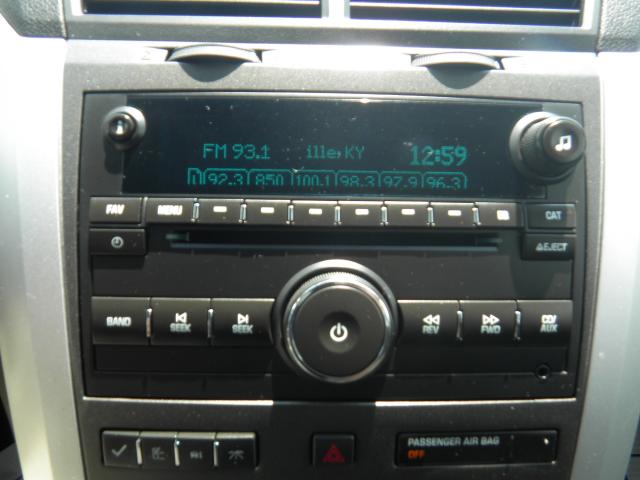 FM 93.1 ille,KY 12:59
1 92.3 850 100.1 98.3 97.9 96.3
FAV MENU CAT
EJECT
BAND SEEK SEEK REV FWD CD/AUX
PASSENGER AIR BAG
OFF